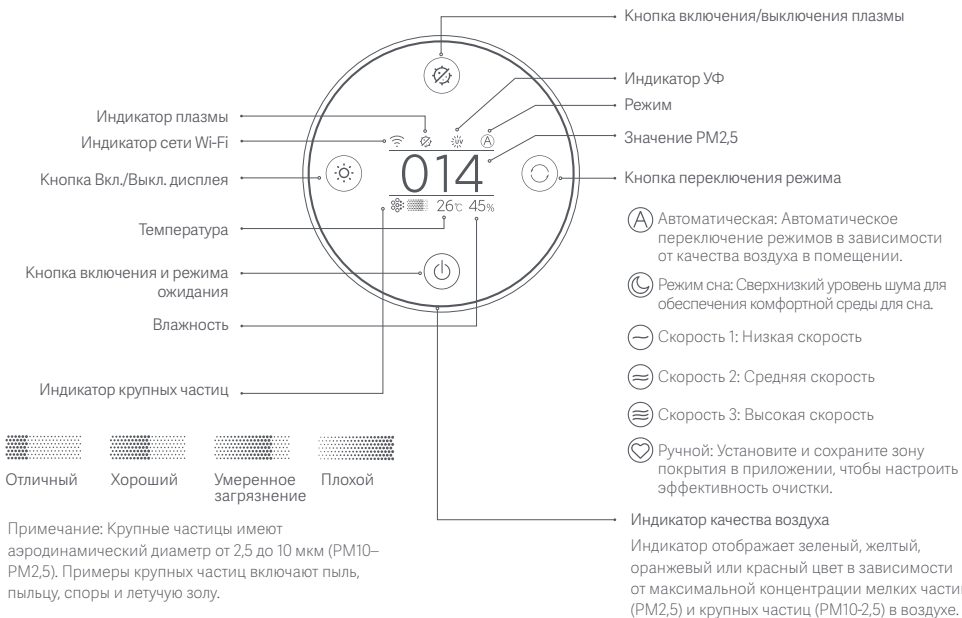 Кнопка включения/выключения плазмы
Индикатор УФ
Режим
Значение PM2,5
Кнопка переключения режима
Индикатор плазмы
Индикатор сети Wi-Fi
Кнопка Вкл./Выкл. дисплея
Температура
Кнопка включения и режима
ожидания
Влажность
Индикатор крупных частиц
UV
A
014
26℃ 45%
A
Автоматическая: Автоматическое
переключение режимов в зависимости
от качества воздуха в помещении.
Режим сна: Сверхнизкий уровень шума для
обеспечения комфортной среды для сна.
Скорость 1: Низкая скорость
Скорость 2: Средняя скорость
Скорость 3: Высокая скорость
Ручной: Установите и сохраните зону
покрытия в приложении, чтобы настроить
эффективность очистки.
Индикатор качества воздуха
Индикатор отображает зеленый, желтый,
оранжевый или красный цвет в зависимости
от максимальной концентрации мелких части
(PM2,5) и крупных частиц (PM10-2,5) в воздухе.
Отличный
Хороший
Умеренное
загрязнение
Плохой
Примечание: Крупные частицы имеют
аэродинамический диаметр от 2,5 до 10 мкм (PM10–
PM2,5). Примеры крупных частиц включают пыль,
пыльцу, споры и летучую золу.